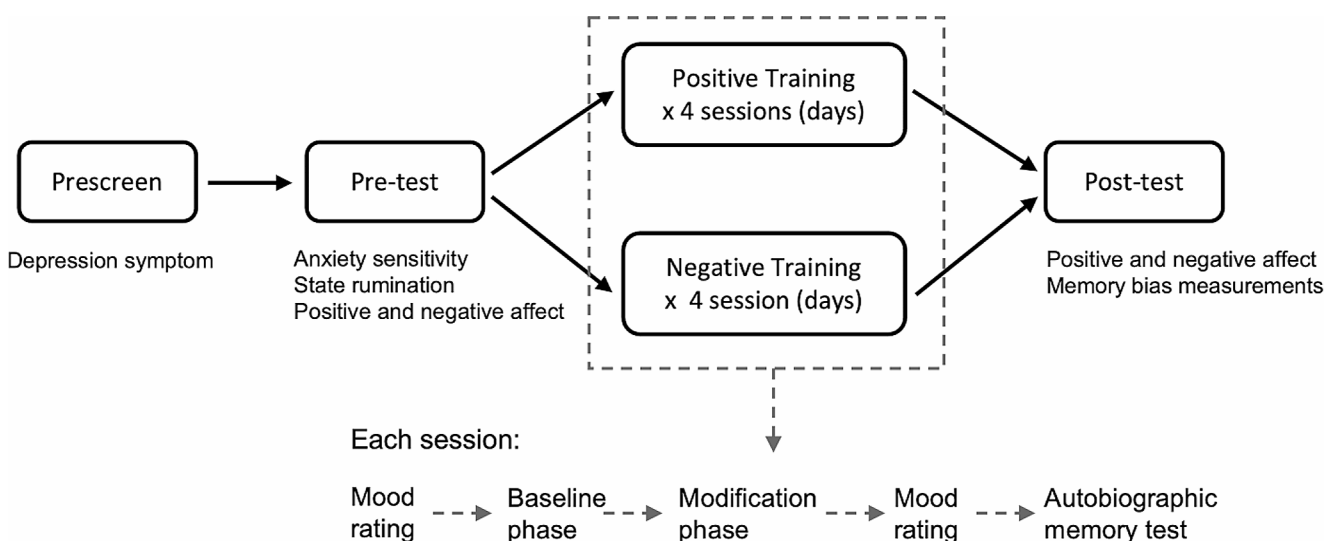 Prescreen
Depression symptom
Pre-test
Anxiety sensitivity
State rumination
Positive and negative affect
Positive Training
x 4 sessions (days)
Negative Training
x 4 session (days)
Post-test
Positive and negative affect
Memory bias measurements
Each session:
Mood
rating
Baseline
phase
Modification
phase
Mood
rating
Autobiographic
memory test